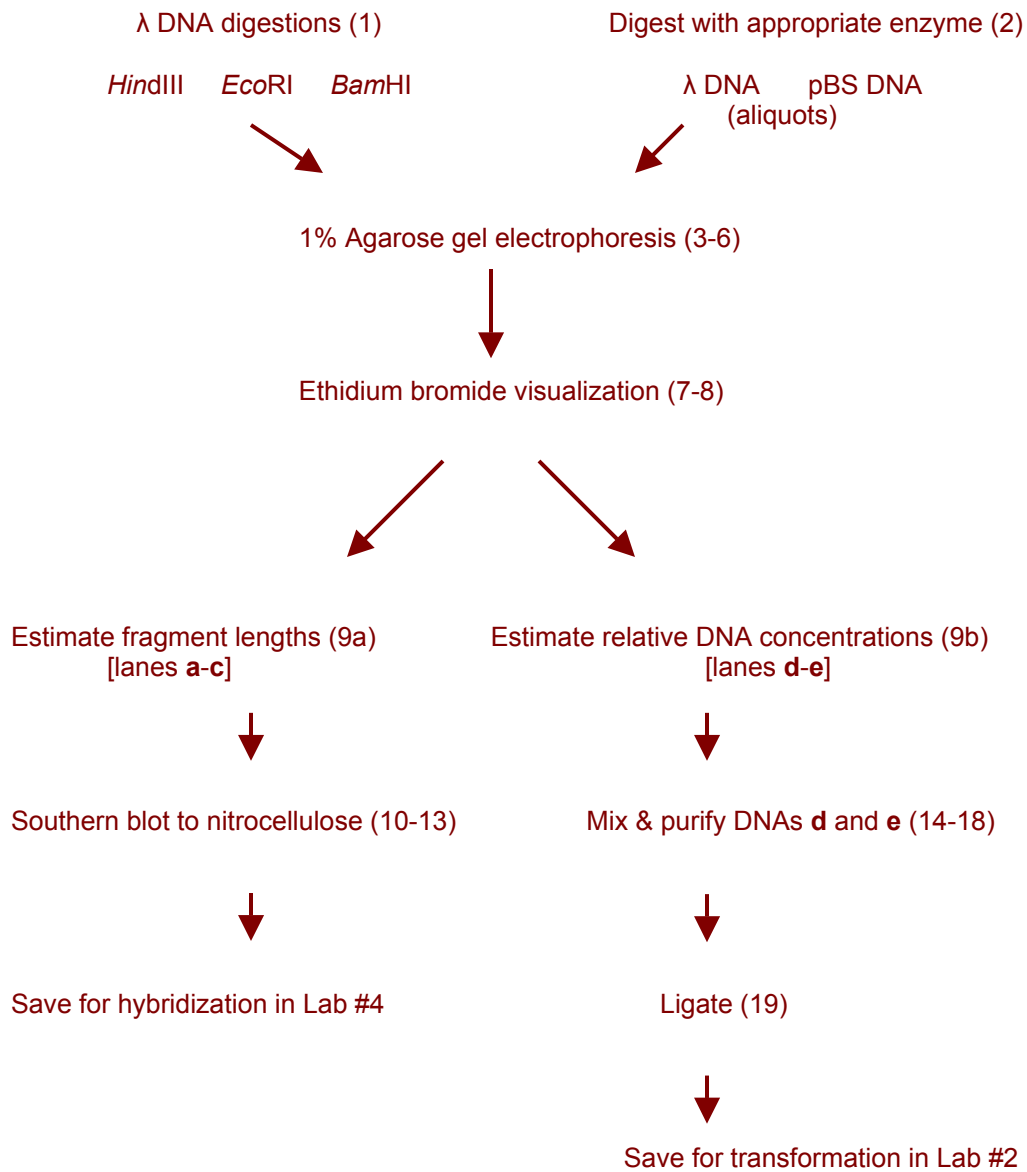 λ DNA digestions (1) Digest with appropriate enzyme (2)
HindIII EcoRI BamHI λ DNA pBS DNA
(aliquots)
1% Agarose gel electrophoresis (3-6)
Ethidium bromide visualization (7-8)
Estimate fragment lengths (9a) Estimate relative DNA concentrations (9b)
[lanes a-c] [lanes d-e]
Southern blot to nitrocellulose (10-13) Mix & purify DNAs d and e (14-18)
Save for hybridization in Lab #4 Ligate (19)
Save for transformation in Lab #2